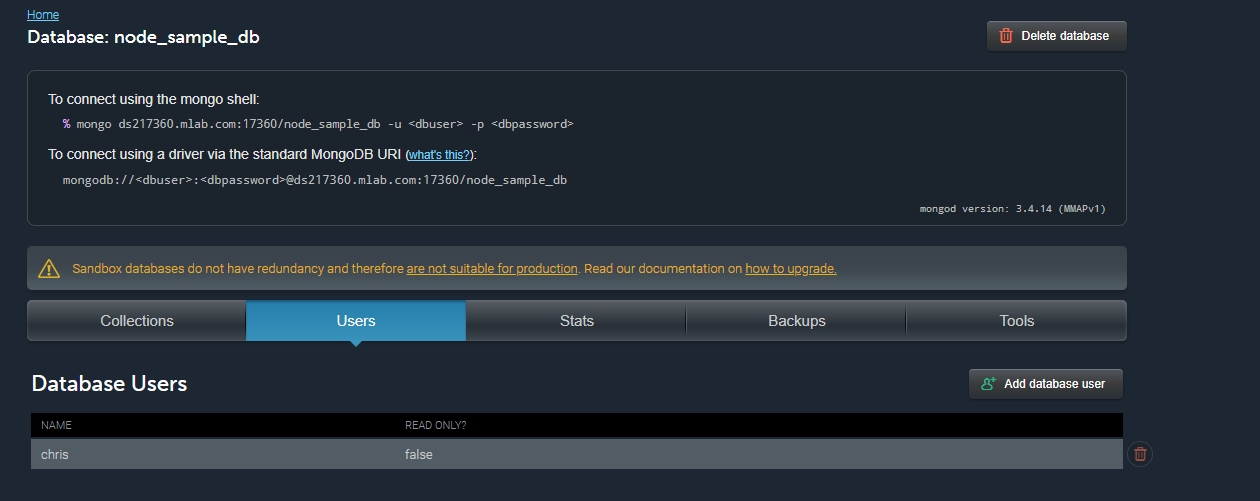 Home
Database: node_sample_db
Delete database
To connect using the mongo shell:
% mongo ds217360.mlab.com:17360/node_sample_db -u <dbuser> -p <dbpassword>
To connect using a driver via the standard MongoDB URI (what's this?):
mongodb://<dbuser>:<dbpassword>@ds217360.mlab.com:17360/node_sample_db
mongod version: 3.4.14 (MMAPv1)
Sandbox databases do not have redundancy and therefore are not suitable for production. Read our documentation on how to upgrade.
Collections Users Stats Backups Tools
Database Users
Add database user
NAME READ ONLY?
chris false